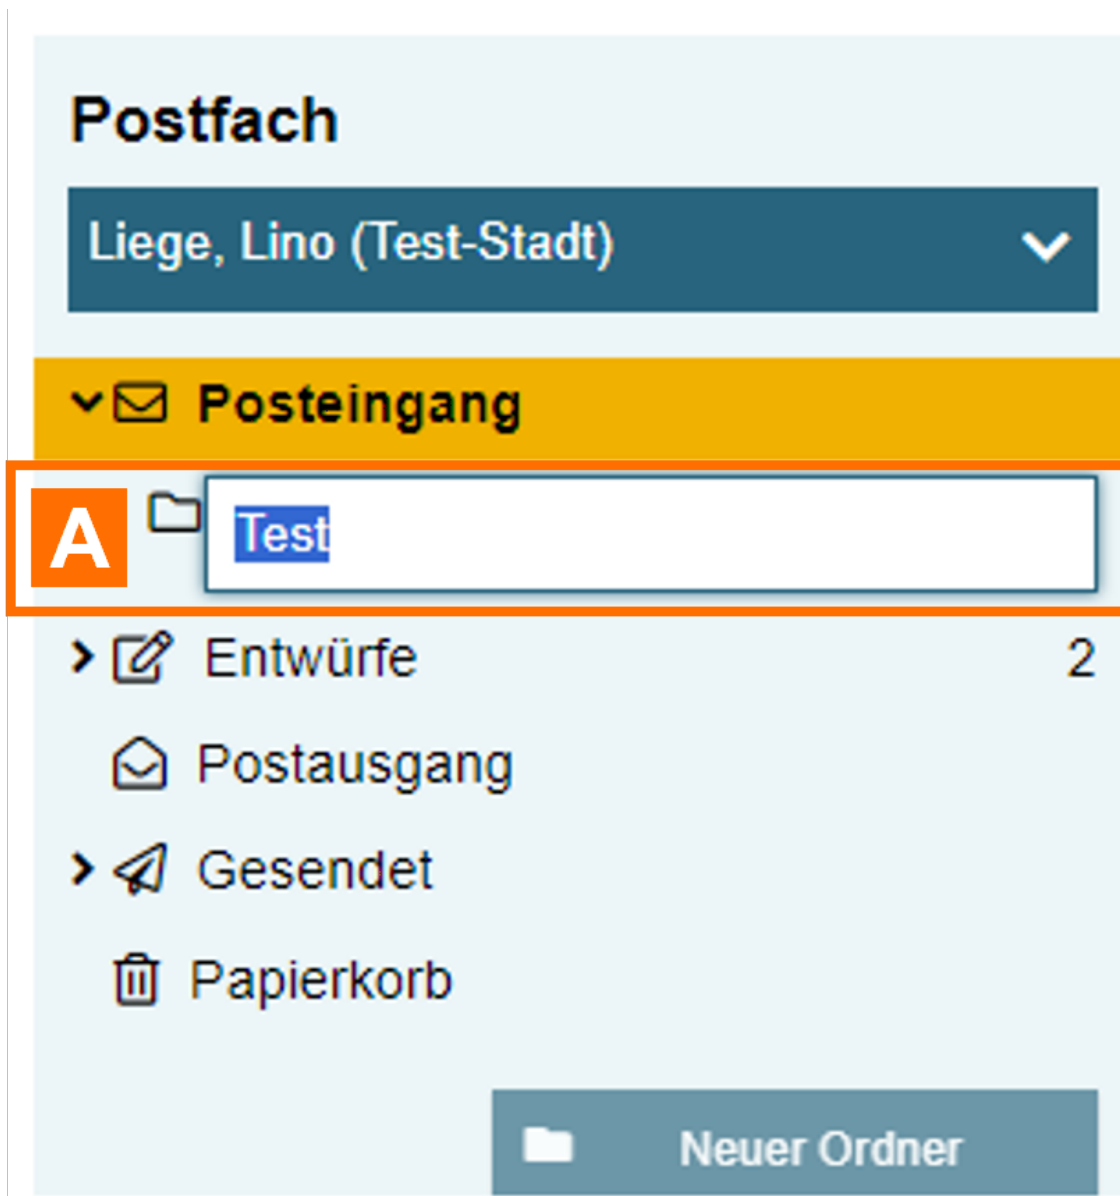 Postfach
Liege, Lino (Test-Stadt)
Posteingang
A Test
Entwürfe 2
Postausgang
Gesendet
Papierkorb
Neuer Ordner